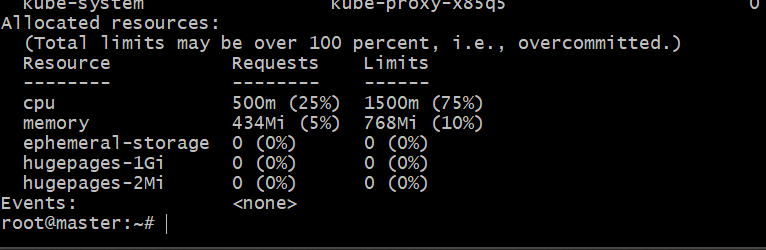 kube-system                 kube-proxy-x85q5                                0
Allocated resources:
  (Total limits may be over 100 percent, i.e., overcommitted.)
  Resource           Requests    Limits
  --------           --------    ------
  cpu                500m (25%)  1500m (75%)
  memory             434Mi (5%)  768Mi (10%)
  ephemeral-storage  0 (0%)      0 (0%)
  hugepages-1Gi      0 (0%)      0 (0%)
  hugepages-2Mi      0 (0%)      0 (0%)
Events:              <none>
root@master:~#